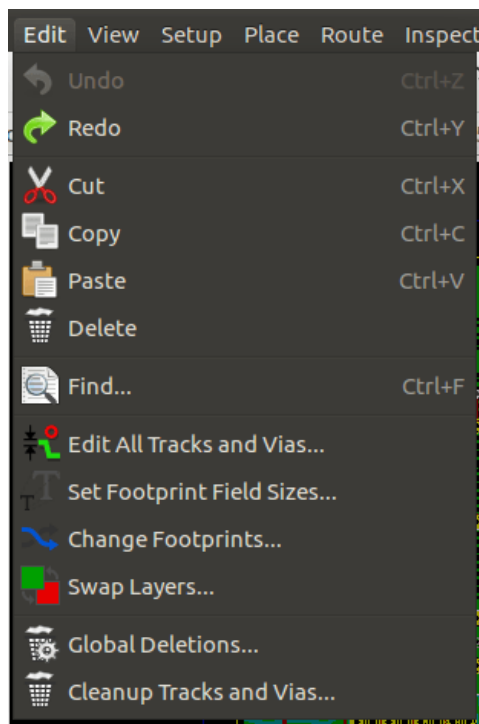 Edit View Setup Place Route Inspect
Undo Ctrl+Z
Redo Ctrl+Y
Cut Ctrl+X
Copy Ctrl+C
Paste Ctrl+V
Delete
Find... Ctrl+F
Edit All Tracks and Vias...
Set Footprint Field Sizes...
Change Footprints...
Swap Layers...
Global Deletions...
Cleanup Tracks and Vias...